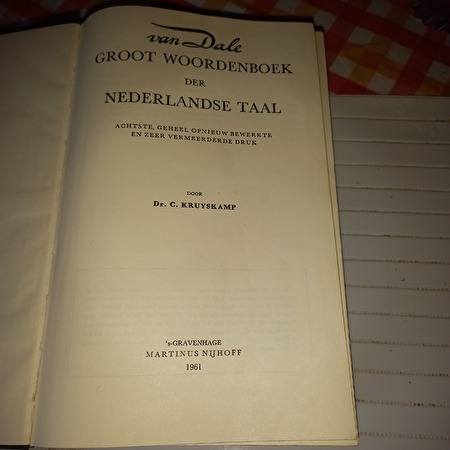 van Dale
GROOT WOORDENBOEK
DER
NEDERLANDSE TAAL
ACHTSTE, GEHEEL OPNIEUW BEWERKTE
EN ZEER VERMEERDERDE DRUK
DOOR
Dr. C. KRUYSKAMP
's-GRAVENHAGE
MARTINUS NIJHOFF
1961